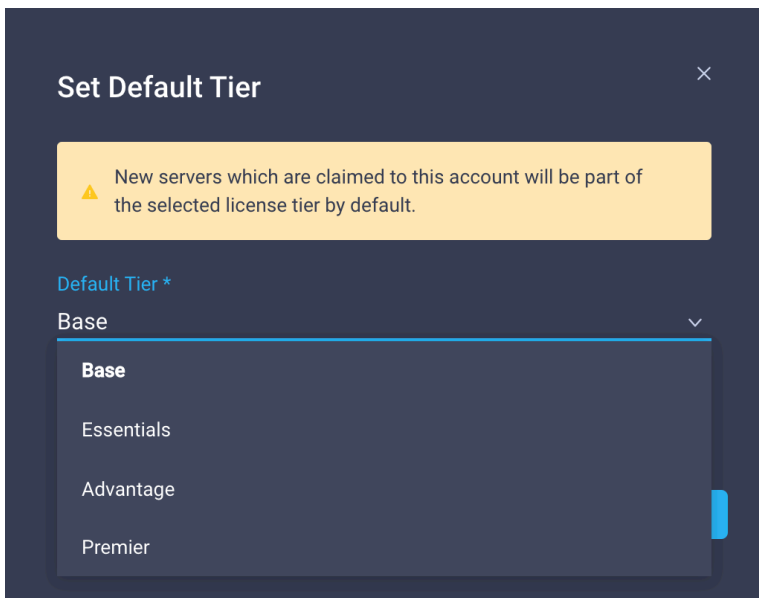 Set Default Tier
New servers which are claimed to this account will be part of
the selected license tier by default.
Default Tier *
Base
Base
Essentials
Advantage
Premier